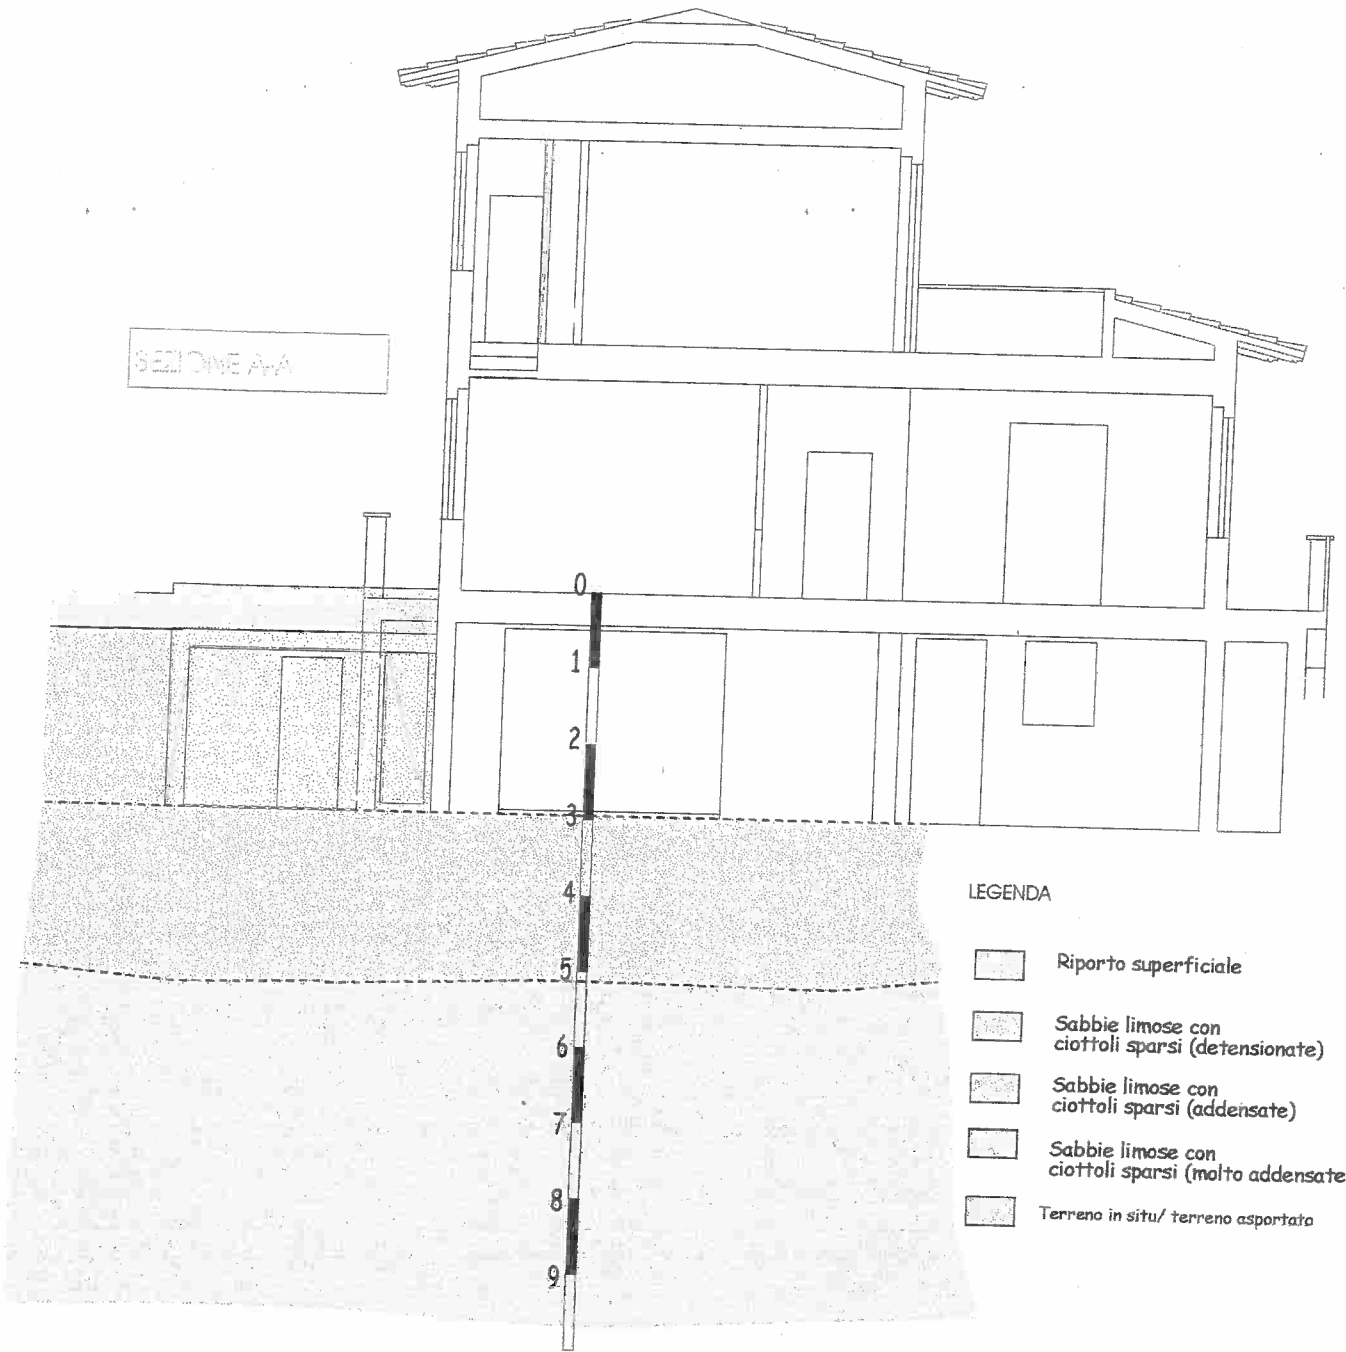 SEZIONE A-A
0
1
2
3
4
5
6
7
8
9
LEGENDA
Riporto superficiale
Sabbie limose con
ciottoli sparsi (detensionate)
Sabbie limose con
ciottoli sparsi (addensate)
Sabbie limose con
ciottoli sparsi (molto addensate
Terreno in situ/ terreno asportato